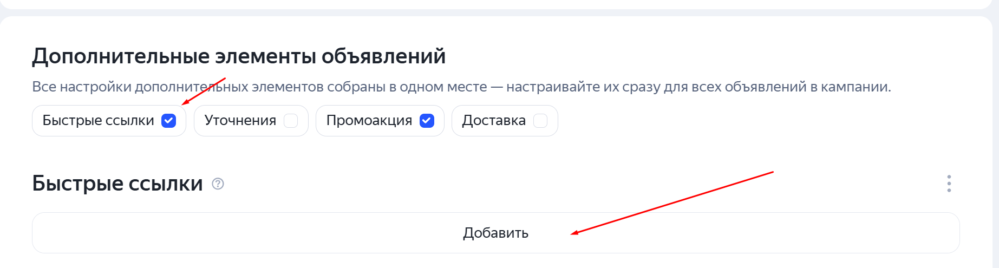 Дополнительные элементы объявлений
Все настройки дополнительных элементов собраны в одном месте — настраивайте их сразу для всех объявлений в кампании.
Быстрые ссылки Уточнения Промоакция Доставка
Быстрые ссылки ?
Добавить